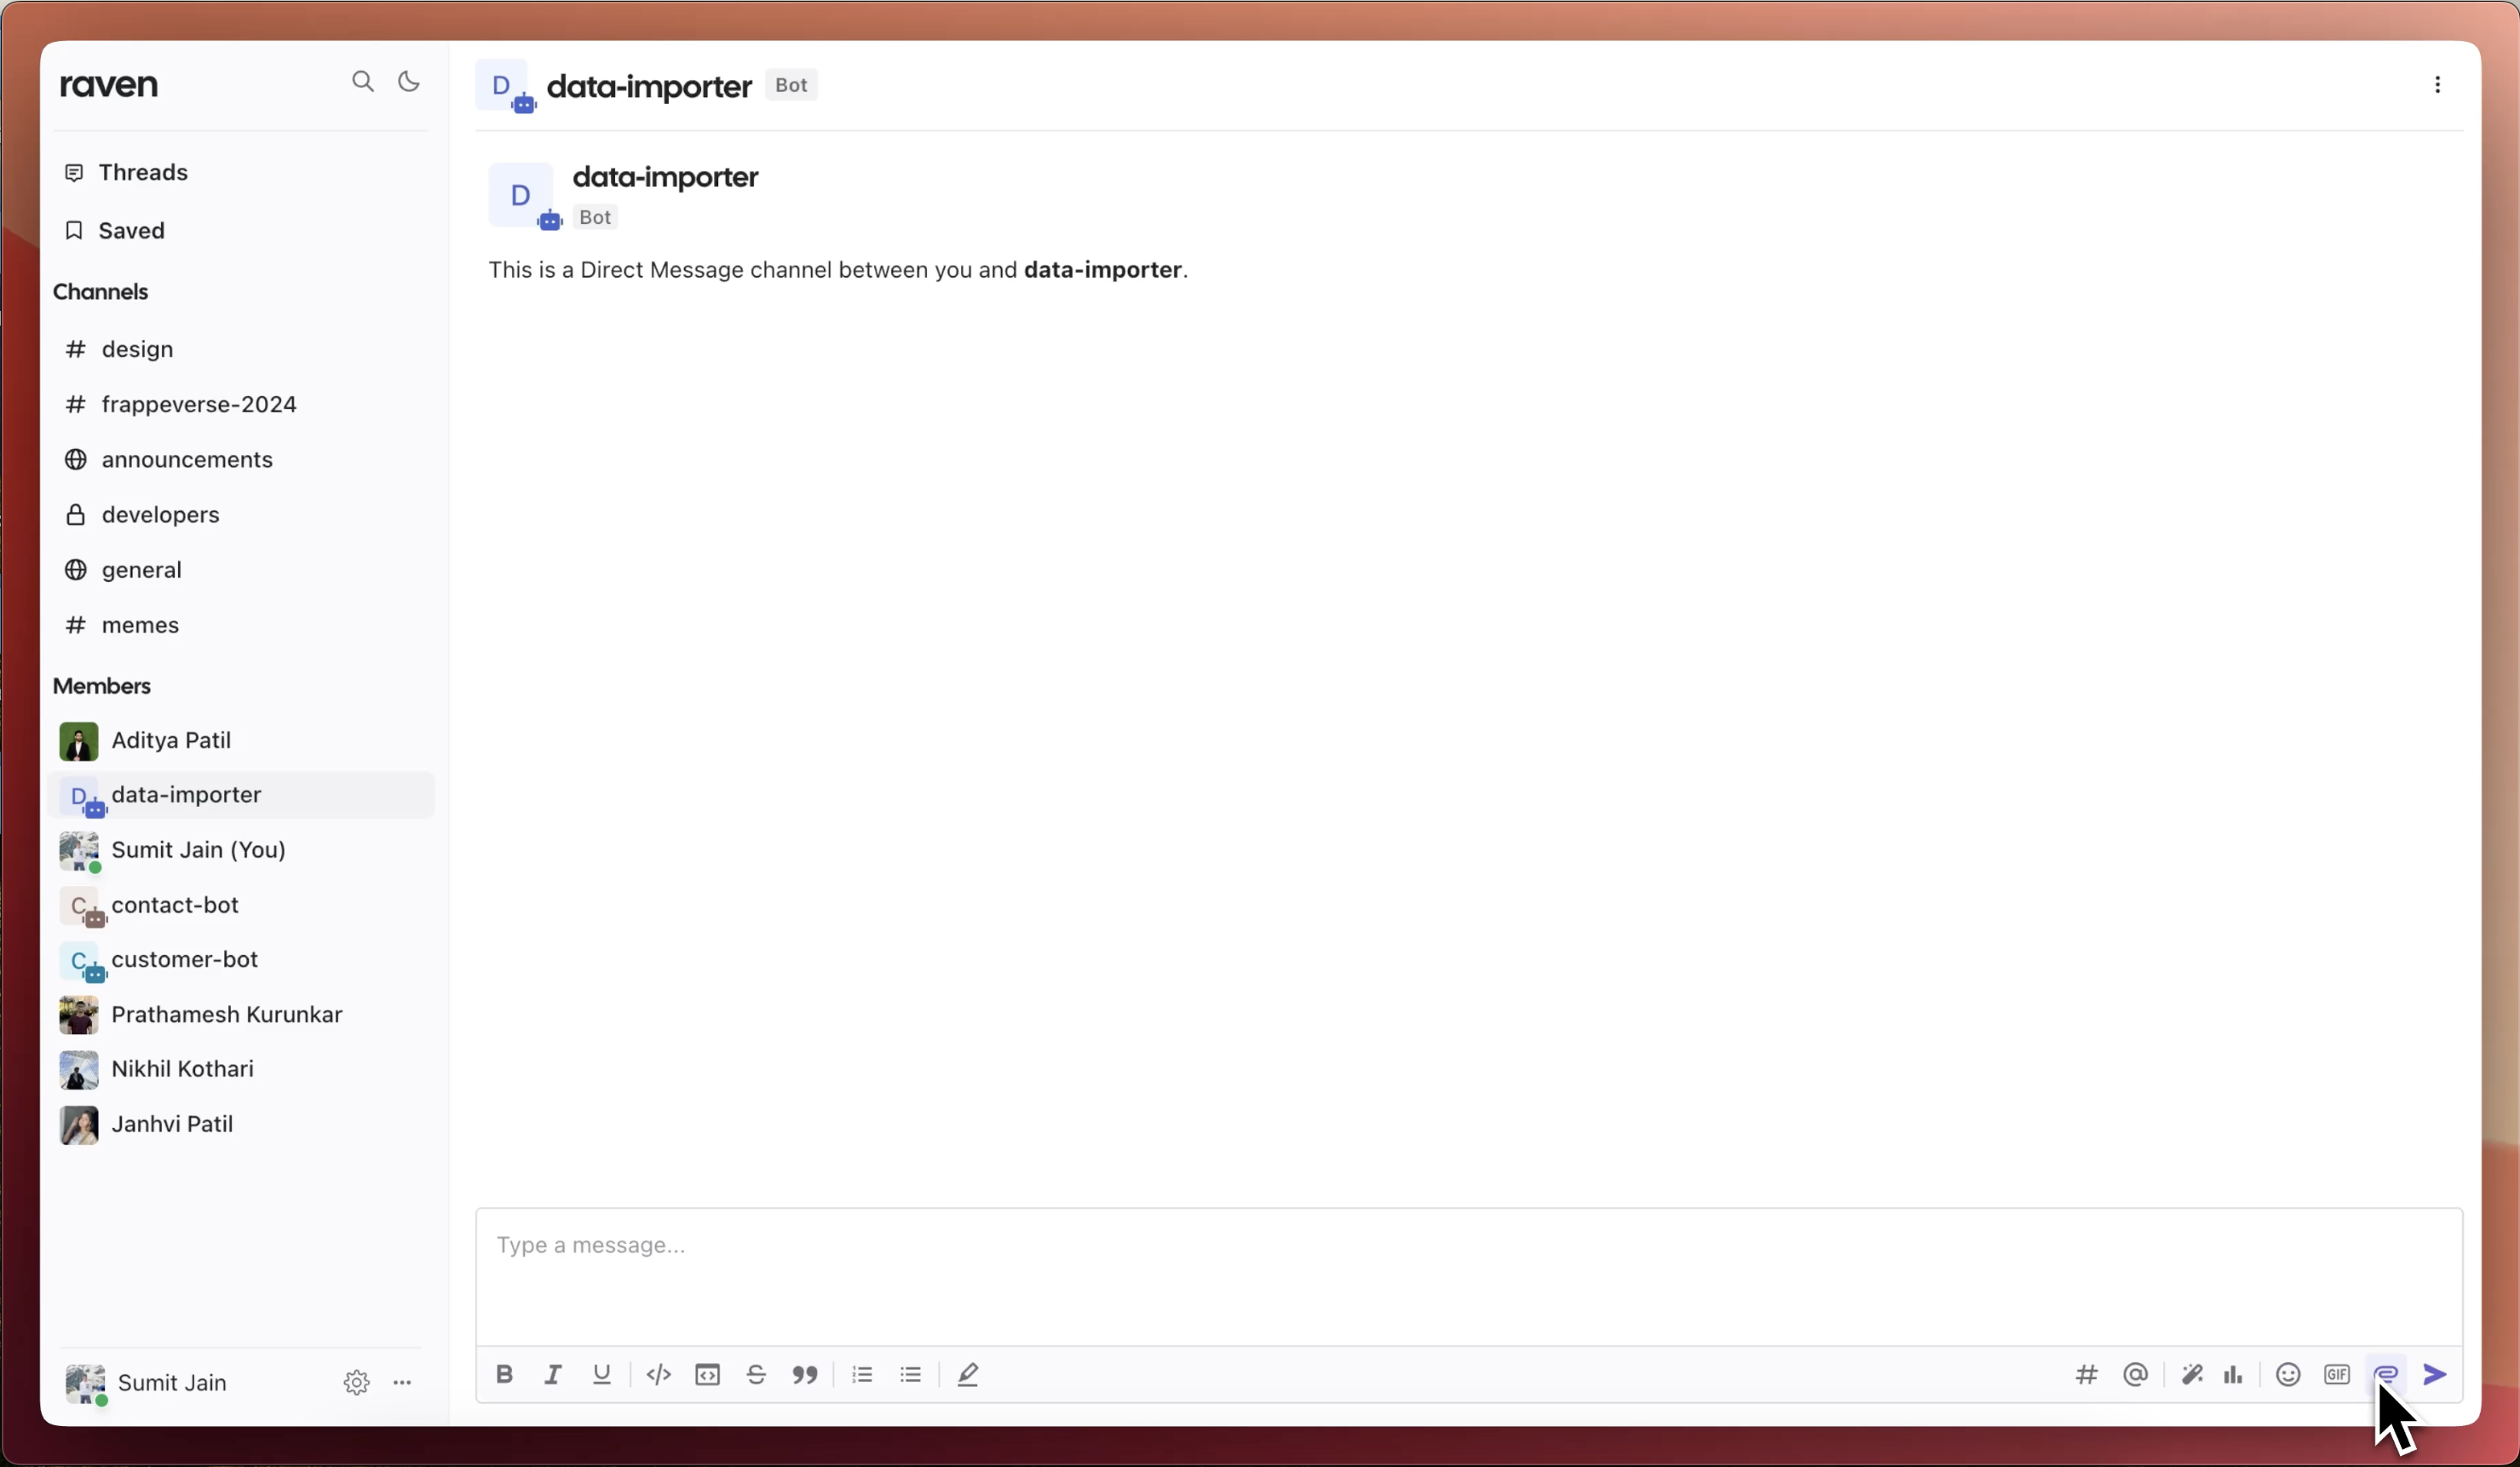 raven
Threads
Saved
Channels
# design
# frappeverse-2024
announcements
developers
general
# memes
Members
Aditya Patil
D data-importer
Sumit Jain (You)
C contact-bot
C customer-bot
Prathamesh Kurunkar
Nikhil Kothari
Janhvi Patil
Sumit Jain
D data-importer Bot
D data-importer
Bot
This is a Direct Message channel between you and data-importer.
Type a message...
B I U # @ GIF